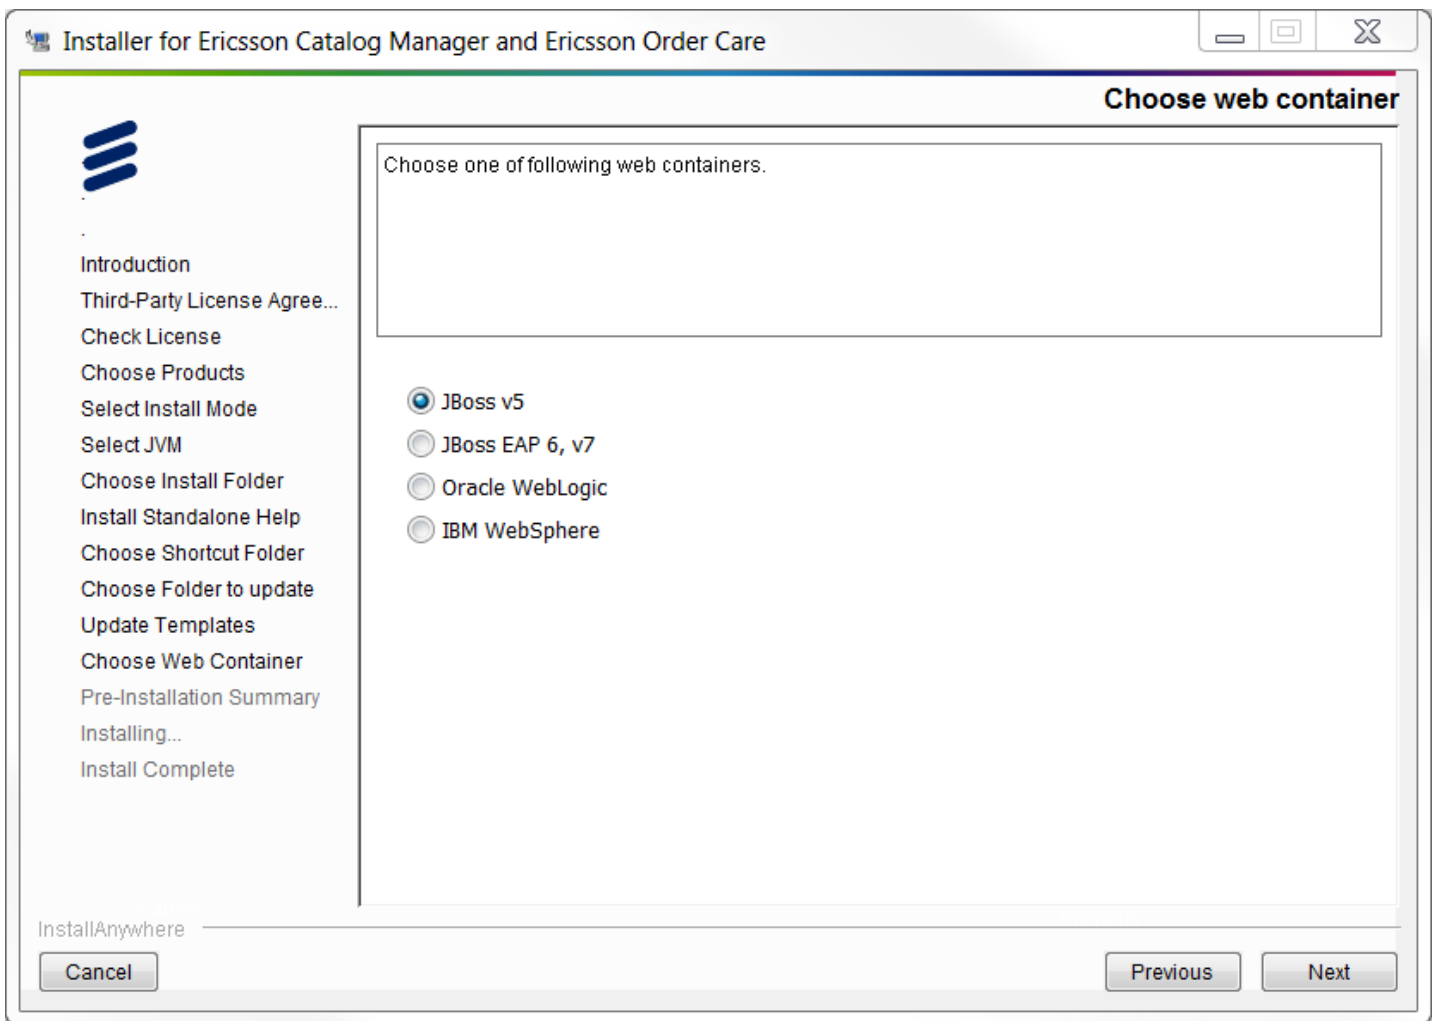 Installer for Ericsson Catalog Manager and Ericsson Order Care
Choose web container
Choose one of following web containers.
.
.
Introduction
Third-Party License Agree...
Check License
Choose Products
Select Install Mode
Select JVM
Choose Install Folder
Install Standalone Help
Choose Shortcut Folder
Choose Folder to update
Update Templates
Choose Web Container
Pre-Installation Summary
Installing...
Install Complete
JBoss v5
JBoss EAP 6, v7
Oracle WebLogic
IBM WebSphere
InstallAnywhere
Cancel
Previous
Next